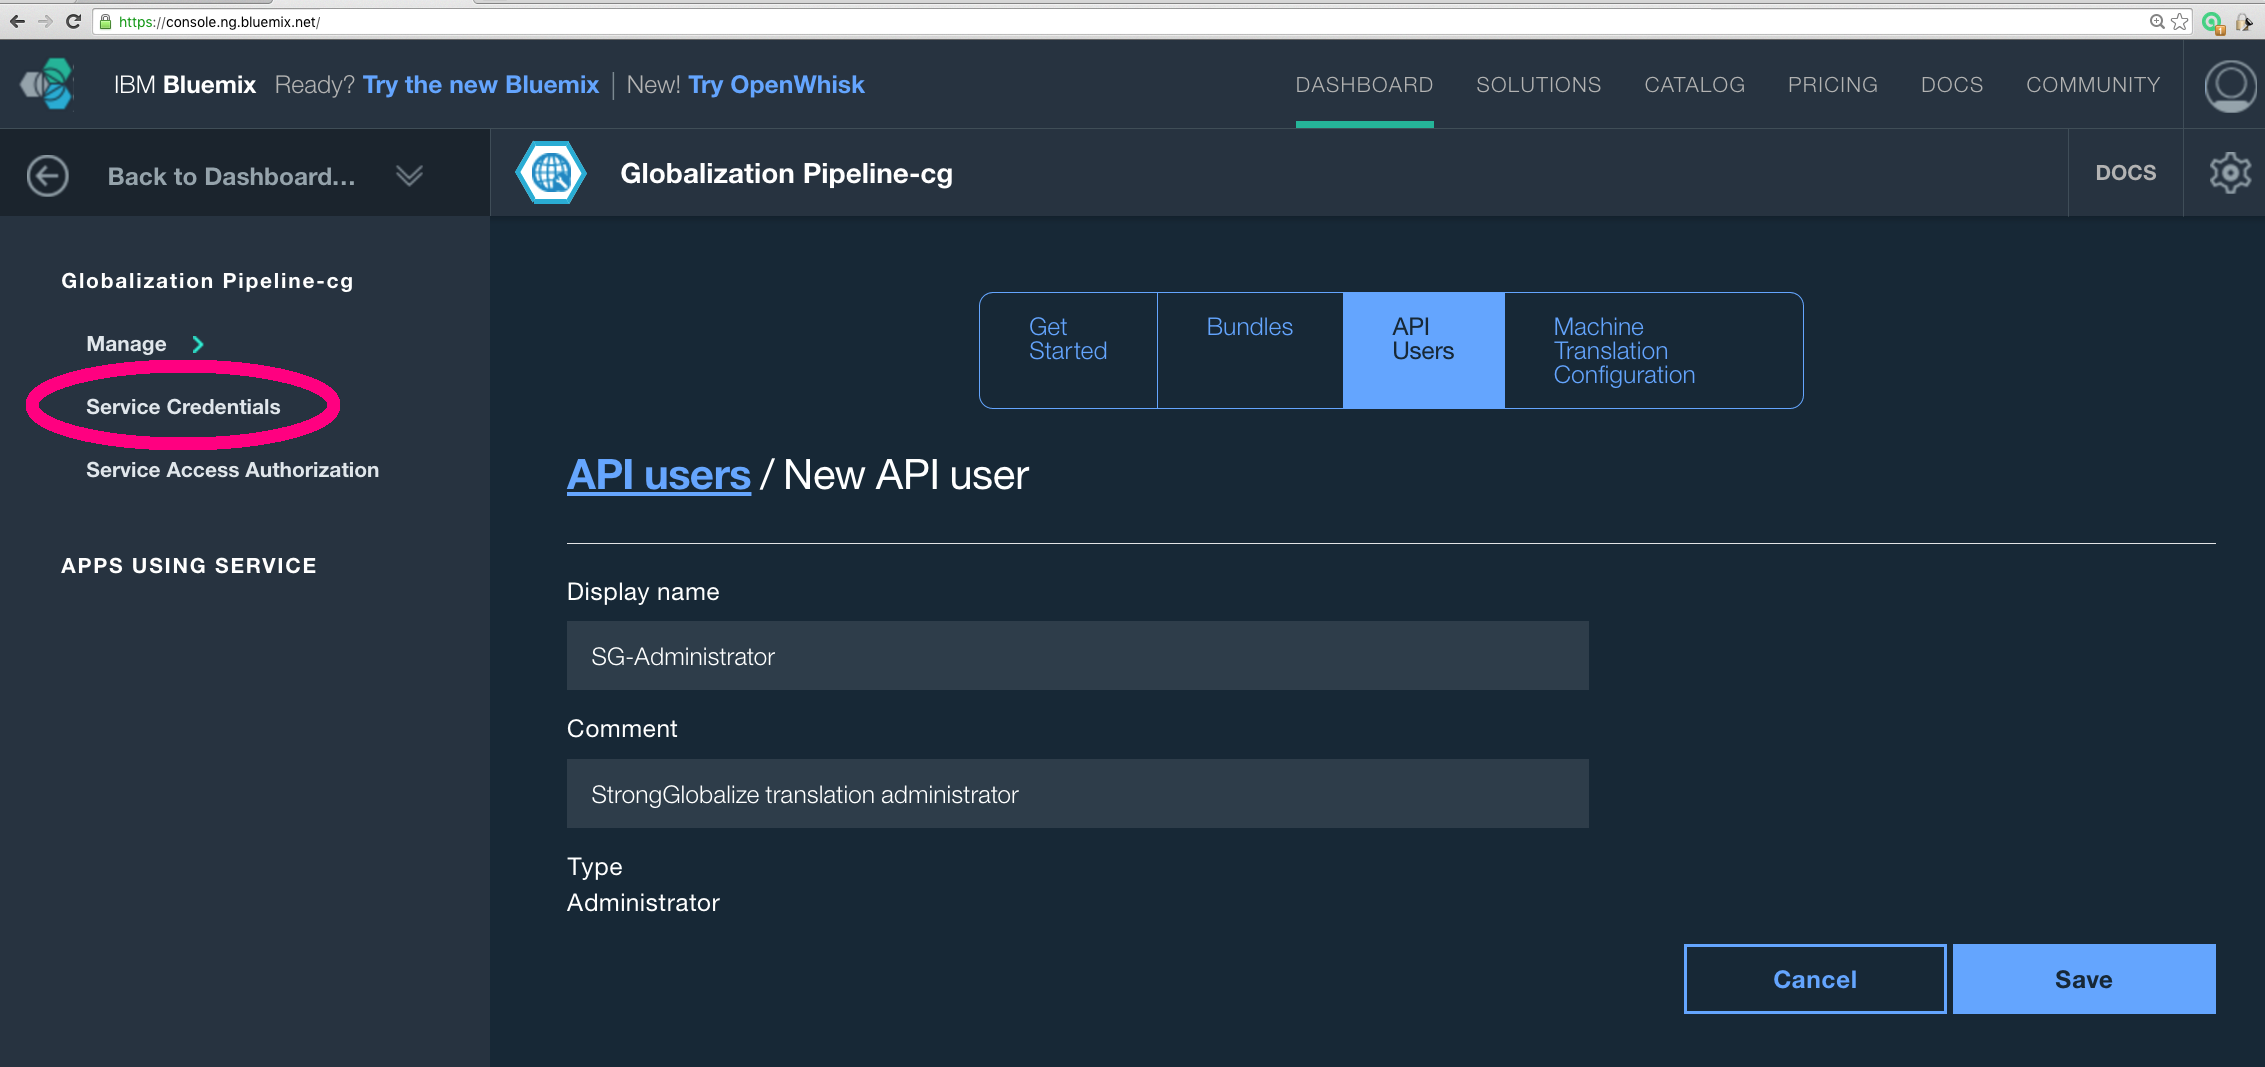 https://console.ng.bluemix.net/
IBM Bluemix Ready? Try the new Bluemix | New! Try OpenWhisk
DASHBOARD SOLUTIONS CATALOG PRICING DOCS COMMUNITY
Back to Dashboard...
Globalization Pipeline-cg
DOCS
Globalization Pipeline-cg
Manage
Service Credentials
Service Access Authorization
APPS USING SERVICE
Get
Started
Bundles
API
Users
Machine
Translation
Configuration
API users / New API user
Display name
SG-Administrator
Comment
StrongGlobalize translation administrator
Type
Administrator
Cancel
Save